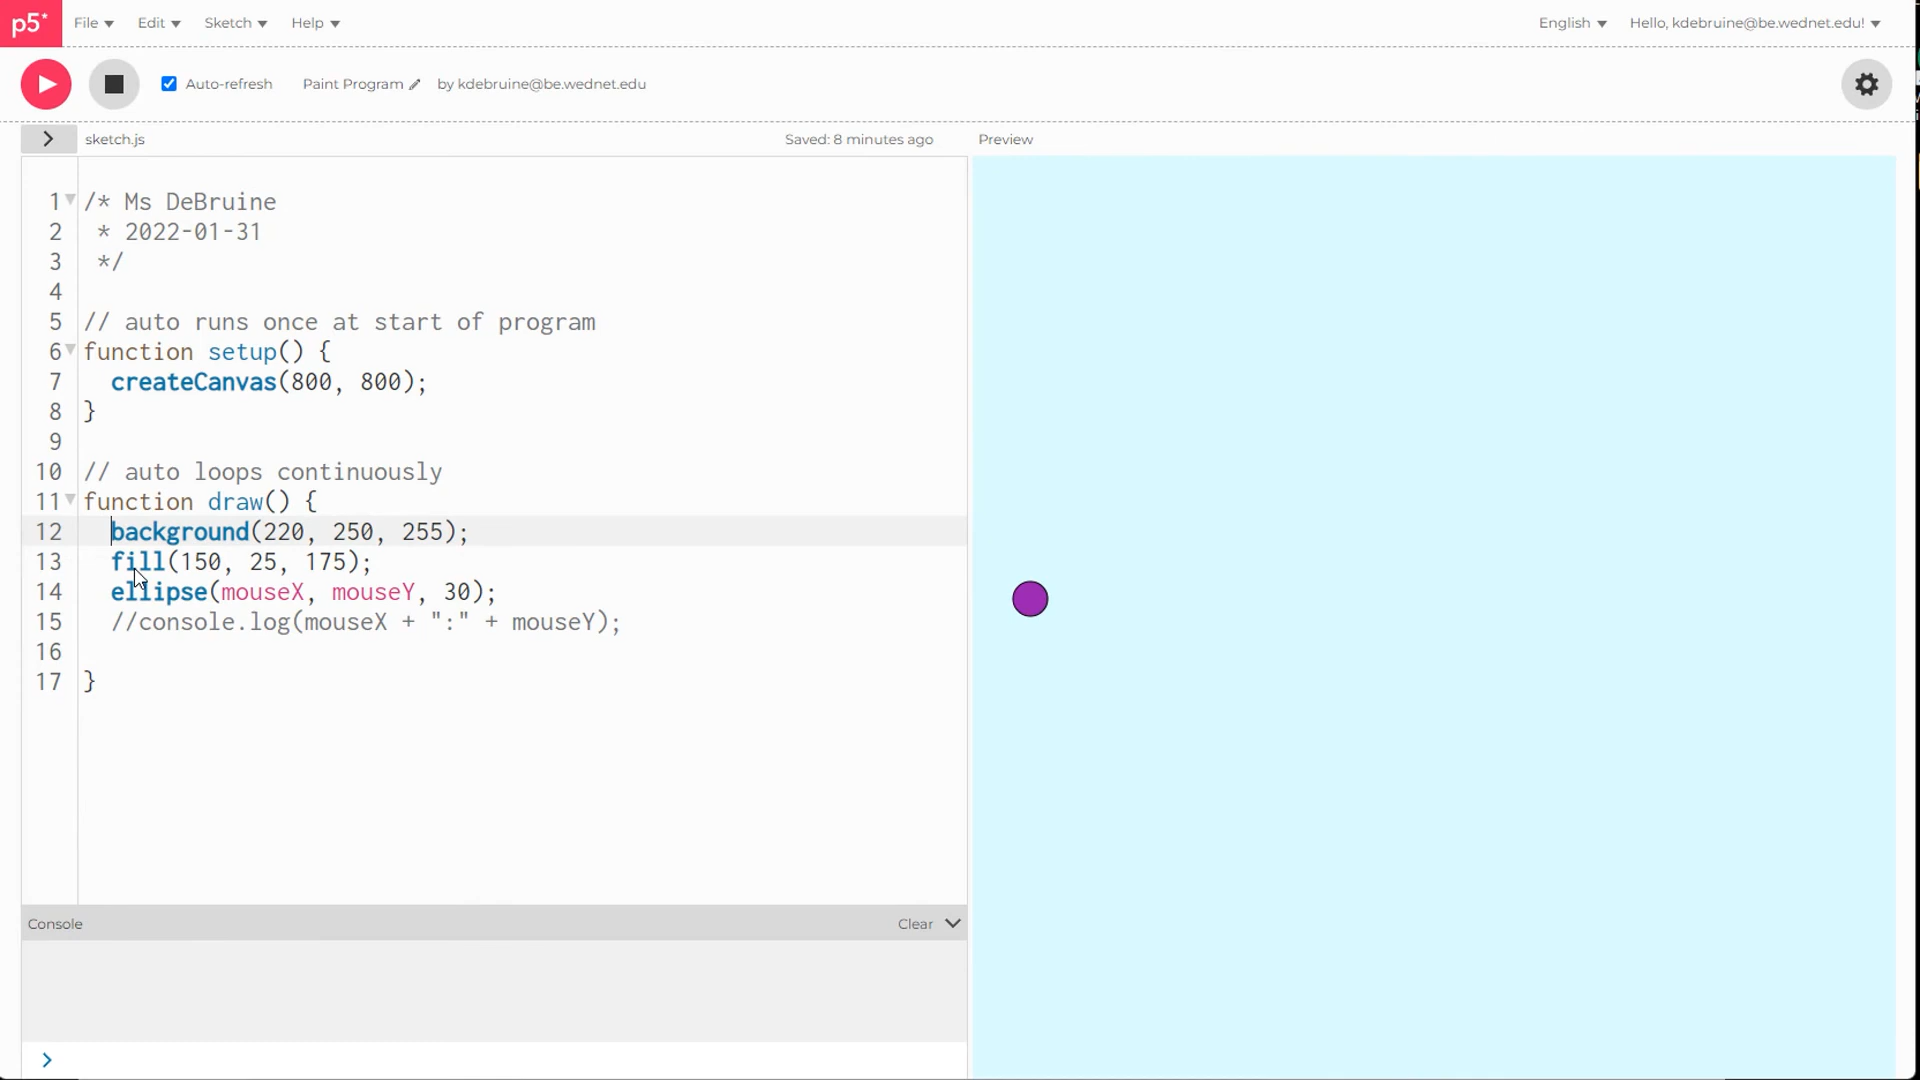 p5* File Edit Sketch Help English Hello, kdebruine@be.wednet.edu!
Auto-refresh Paint Program by kdebruine@be.wednet.edu
sketch.js Saved: 8 minutes ago Preview
1 /* Ms DeBruine
2  * 2022-01-31
3  */
4
5 // auto runs once at start of program
6 function setup() {
7   createCanvas(800, 800);
8 }
9
10 // auto loops continuously
11 function draw() {
12   background(220, 250, 255);
13   fill(150, 25, 175);
14   ellipse(mouseX, mouseY, 30);
15   //console.log(mouseX + ":" + mouseY);
16
17 }
Console Clear
>